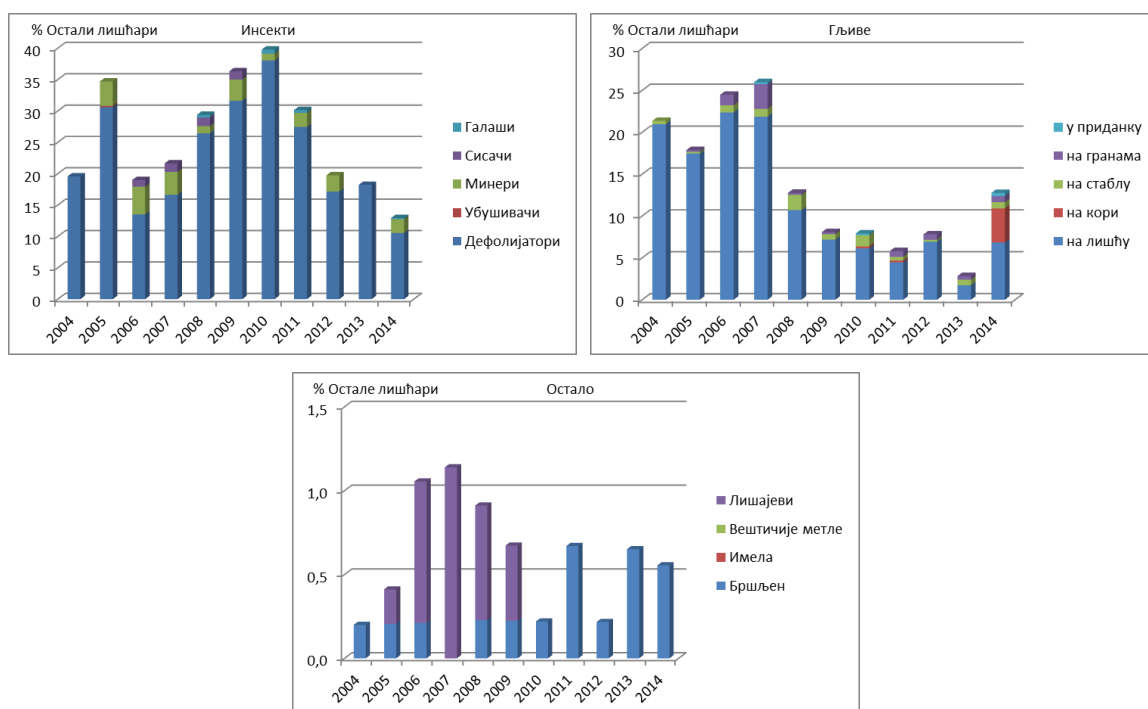 % Остали лишћари Инсекти
40
35
30
25
20
15
10
5
0
2004 2005 2006 2007 2008 2009 2010 2011 2012 2013 2014
Галаши
Сисачи
Минери
Убушивачи
Дефолијатори
% Остали лишћари Гљиве
30
25
20
15
10
5
0
2004 2005 2006 2007 2008 2009 2010 2011 2012 2013 2014
у приданку
на гранама
на стаблу
на кори
на лишћу
% Остале лишћари Остало
1,5
1,0
0,5
0,0
2004 2005 2006 2007 2008 2009 2010 2011 2012 2013 2014
Лишајеви
Вештичије метле
Имела
Бршљен